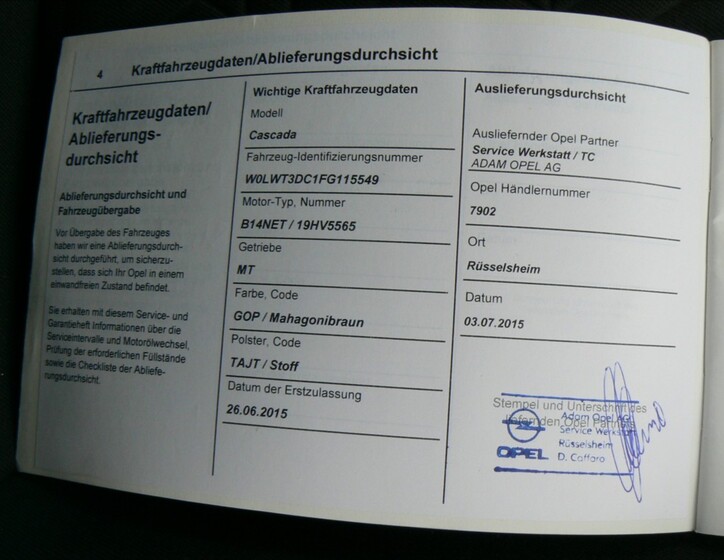 4 Kraftfahrzeugdaten/Ablieferungsdurchsicht
Kraftfahrzeugdaten/
Ablieferungs-
durchsicht
Ablieferungsdurchsicht und
Fahrzeugübergabe
Vor Übergabe des Fahrzeuges
haben wir eine Ablieferungsdurch-
sicht durchgeführt, um sicherzu-
stellen, dass sich Ihr Opel in einem
einwandfreien Zustand befindet.
Sie erhalten mit diesem Service- und
Garantieheft Informationen über die
Serviceintervalle und Motorölwechsel,
Prüfung der erforderlichen Füllstände
sowie die Checkliste der Abliefe-
rungsdurchsicht.
Wichtige Kraftfahrzeugdaten
Modell
Cascada
Fahrzeug-Identifizierungsnummer
W0LWT3DC1FG115549
Motor-Typ, Nummer
B14NET / 19HV5565
Getriebe
MT
Farbe, Code
GOP / Mahagonibraun
Polster, Code
TAJT / Stoff
Datum der Erstzulassung
26.06.2015
Auslieferungsdurchsicht
Ausliefernder Opel Partner
Service Werkstatt / TC
ADAM OPEL AG
Opel Händlernummer
7902
Ort
Rüsselsheim
Datum
03.07.2015
Stempel und Unterschrift des
liefernden Opel Partners
Adam Opel AG
Service Werkstatt
Rüsselsheim
OPEL D. Caffaro